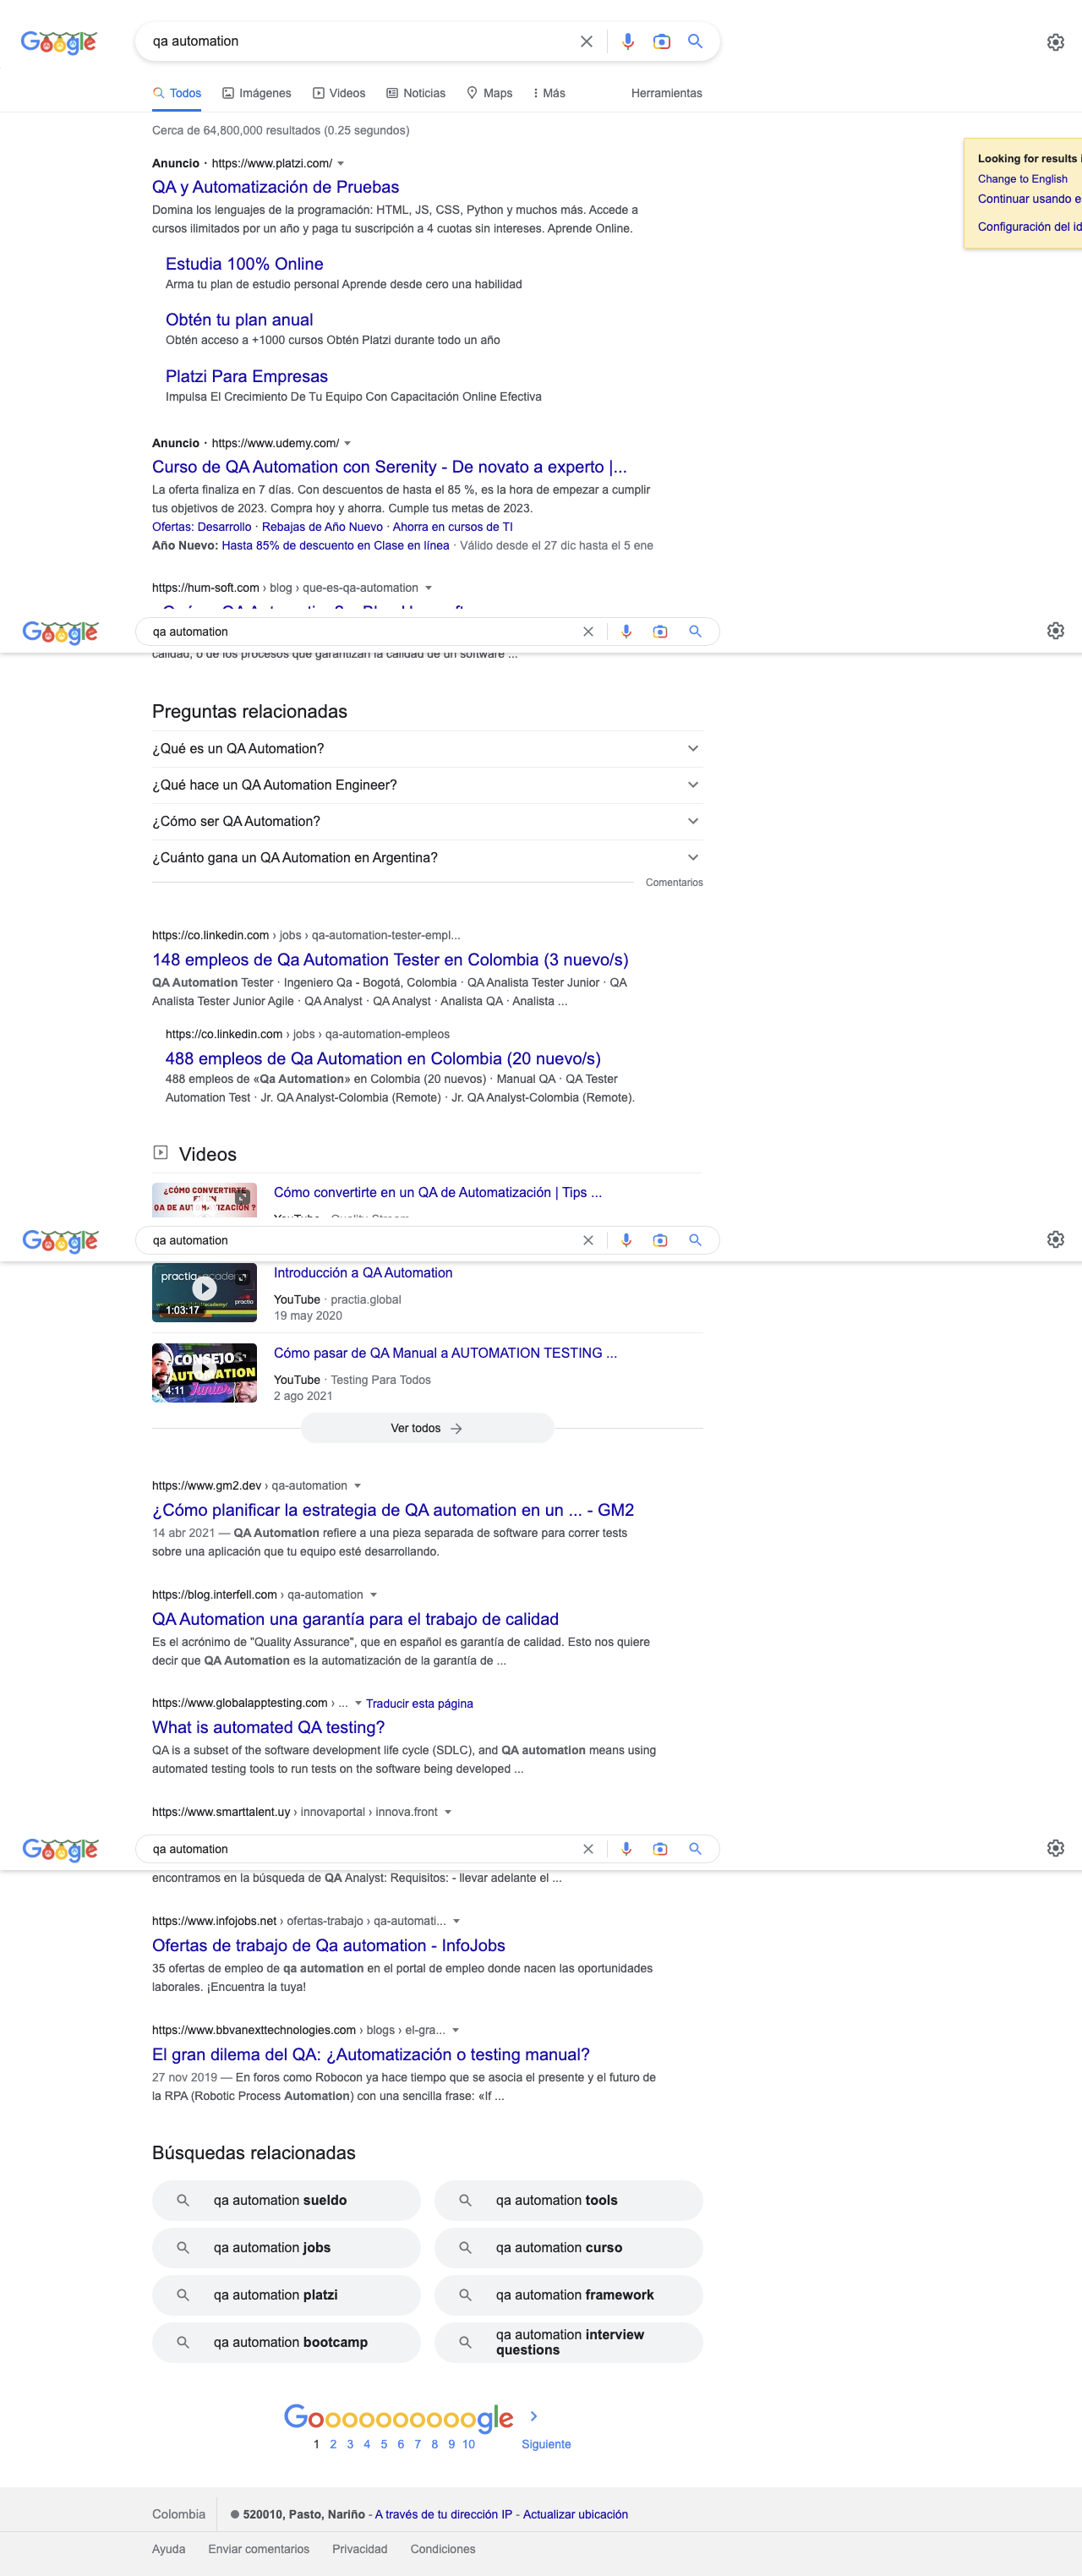 Google
qa automation
Todos
Imágenes
Videos
Noticias
Maps
Más
Herramientas
Cerca de 64,800,000 resultados (0.25 segundos)
Looking for results
Change to English
Continuar usando e
Configuración del id
Anuncio · https://www.platzi.com/
QA y Automatización de Pruebas
Domina los lenguajes de la programación: HTML, JS, CSS, Python y muchos más. Accede a
cursos ilimitados por un año y paga tu suscripción a 4 cuotas sin intereses. Aprende Online.
Estudia 100% Online
Arma tu plan de estudio personal Aprende desde cero una habilidad
Obtén tu plan anual
Obtén acceso a +1000 cursos Obtén Platzi durante todo un año
Platzi Para Empresas
Impulsa El Crecimiento De Tu Equipo Con Capacitación Online Efectiva
Anuncio · https://www.udemy.com/
Curso de QA Automation con Serenity - De novato a experto |...
La oferta finaliza en 7 días. Con descuentos de hasta el 85 %, es la hora de empezar a cumplir
tus objetivos de 2023. Compra hoy y ahorra. Cumple tus metas de 2023.
Ofertas: Desarrollo · Rebajas de Año Nuevo · Ahorra en cursos de TI
Año Nuevo: Hasta 85% de descuento en Clase en línea · Válido desde el 27 dic hasta el 5 ene
https://hum-soft.com › blog › que-es-qa-automation
Google
qa automation
calidad, o de los procesos que garantizan la calidad de un software ...
Preguntas relacionadas
¿Qué es un QA Automation?
¿Qué hace un QA Automation Engineer?
¿Cómo ser QA Automation?
¿Cuánto gana un QA Automation en Argentina?
Comentarios
https://co.linkedin.com › jobs › qa-automation-tester-empl...
148 empleos de Qa Automation Tester en Colombia (3 nuevo/s)
QA Automation Tester · Ingeniero Qa - Bogotá, Colombia · QA Analista Tester Junior · QA
Analista Tester Junior Agile · QA Analyst · QA Analyst · Analista QA · Analista ...
https://co.linkedin.com › jobs › qa-automation-empleos
488 empleos de Qa Automation en Colombia (20 nuevo/s)
488 empleos de «Qa Automation» en Colombia (20 nuevos) · Manual QA · QA Tester
Automation Test · Jr. QA Analyst-Colombia (Remote) · Jr. QA Analyst-Colombia (Remote).
Videos
¿CÓMO CONVERTIRTE
EN UN
QA DE AUTOMATIZACIÓN ?
Cómo convertirte en un QA de Automatización | Tips ...
YouTube · Quality Stream
Google
qa automation
practia academy
practia
1:03:17
Introducción a QA Automation
YouTube · practia.global
19 may 2020
CONSEJOS
AUTOMATION
Junior
4:11
Cómo pasar de QA Manual a AUTOMATION TESTING ...
YouTube · Testing Para Todos
2 ago 2021
Ver todos
https://www.gm2.dev › qa-automation
¿Cómo planificar la estrategia de QA automation en un ... - GM2
14 abr 2021 — QA Automation refiere a una pieza separada de software para correr tests
sobre una aplicación que tu equipo esté desarrollando.
https://blog.interfell.com › qa-automation
QA Automation una garantía para el trabajo de calidad
Es el acrónimo de "Quality Assurance", que en español es garantía de calidad. Esto nos quiere
decir que QA Automation es la automatización de la garantía de ...
https://www.globalapptesting.com › ... Traducir esta página
What is automated QA testing?
QA is a subset of the software development life cycle (SDLC), and QA automation means using
automated testing tools to run tests on the software being developed ...
https://www.smarttalent.uy › innovaportal › innova.front
Google
qa automation
encontramos en la búsqueda de QA Analyst: Requisitos: - llevar adelante el ...
https://www.infojobs.net › ofertas-trabajo › qa-automati...
Ofertas de trabajo de Qa automation - InfoJobs
35 ofertas de empleo de qa automation en el portal de empleo donde nacen las oportunidades
laborales. ¡Encuentra la tuya!
https://www.bbvanexttechnologies.com › blogs › el-gra...
El gran dilema del QA: ¿Automatización o testing manual?
27 nov 2019 — En foros como Robocon ya hace tiempo que se asocia el presente y el futuro de
la RPA (Robotic Process Automation) con una sencilla frase: «If ...
Búsquedas relacionadas
qa automation sueldo
qa automation tools
qa automation jobs
qa automation curso
qa automation platzi
qa automation framework
qa automation bootcamp
qa automation interview
questions
Goooooooooogle
1 2 3 4 5 6 7 8 9 10 Siguiente
Colombia
520010, Pasto, Nariño - A través de tu dirección IP - Actualizar ubicación
Ayuda
Enviar comentarios
Privacidad
Condiciones